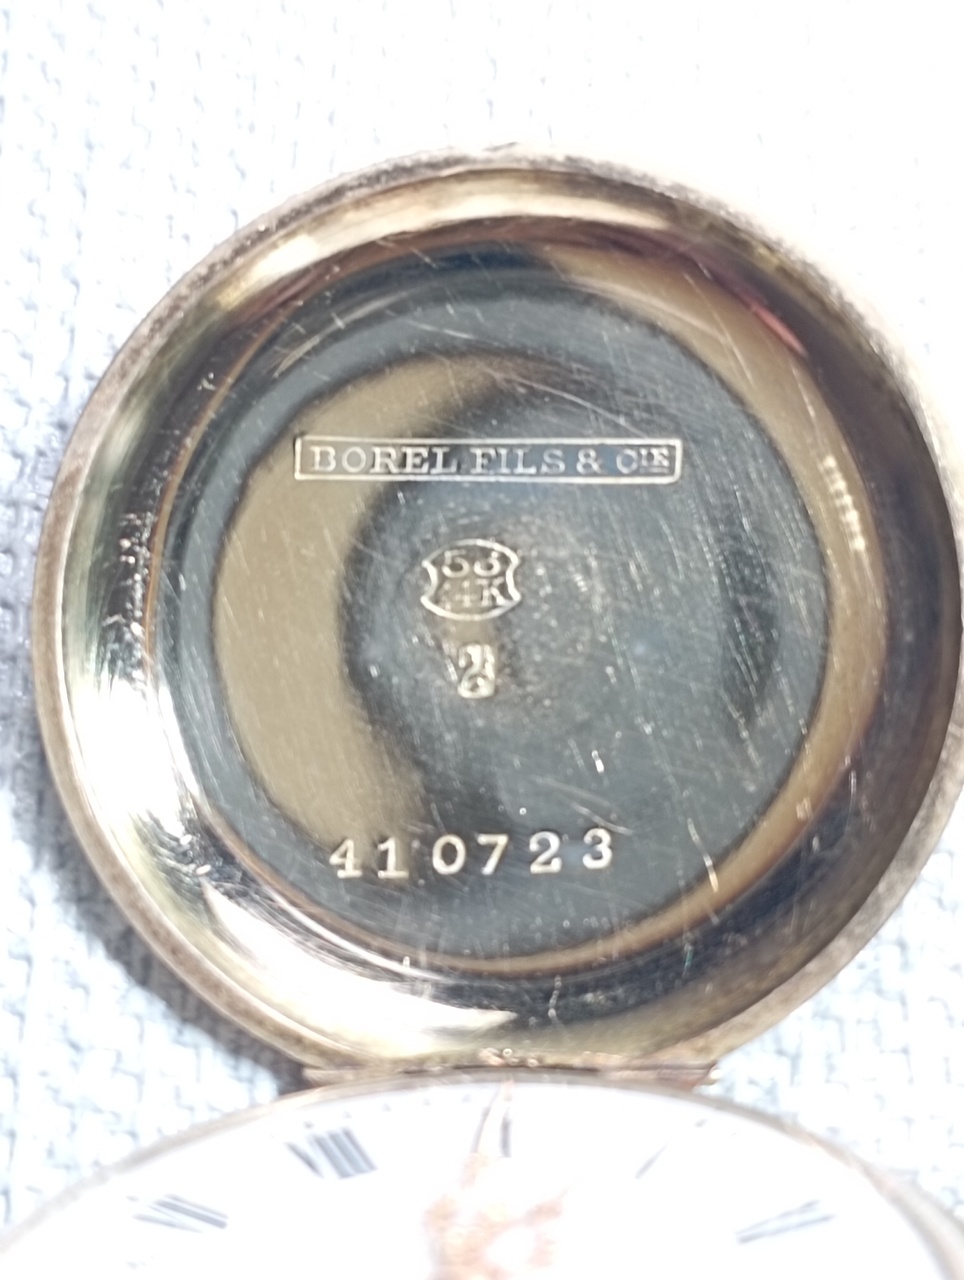 BOREL FILS & CIE
53
14K
410723